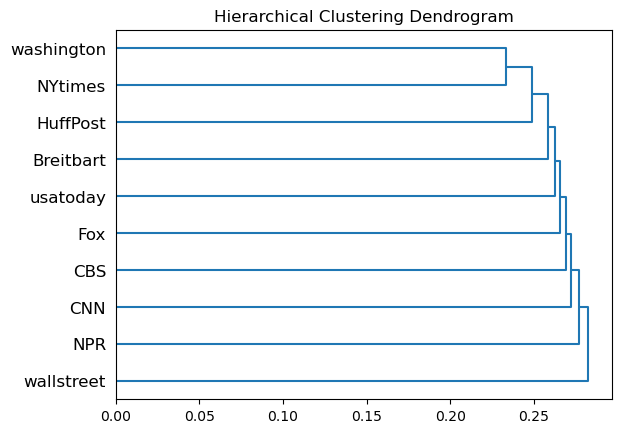 Hierarchical Clustering Dendrogram
washington
NYtimes
HuffPost
Breitbart
usatoday
Fox
CBS
CNN
NPR
wallstreet
0.00 0.05 0.10 0.15 0.20 0.25